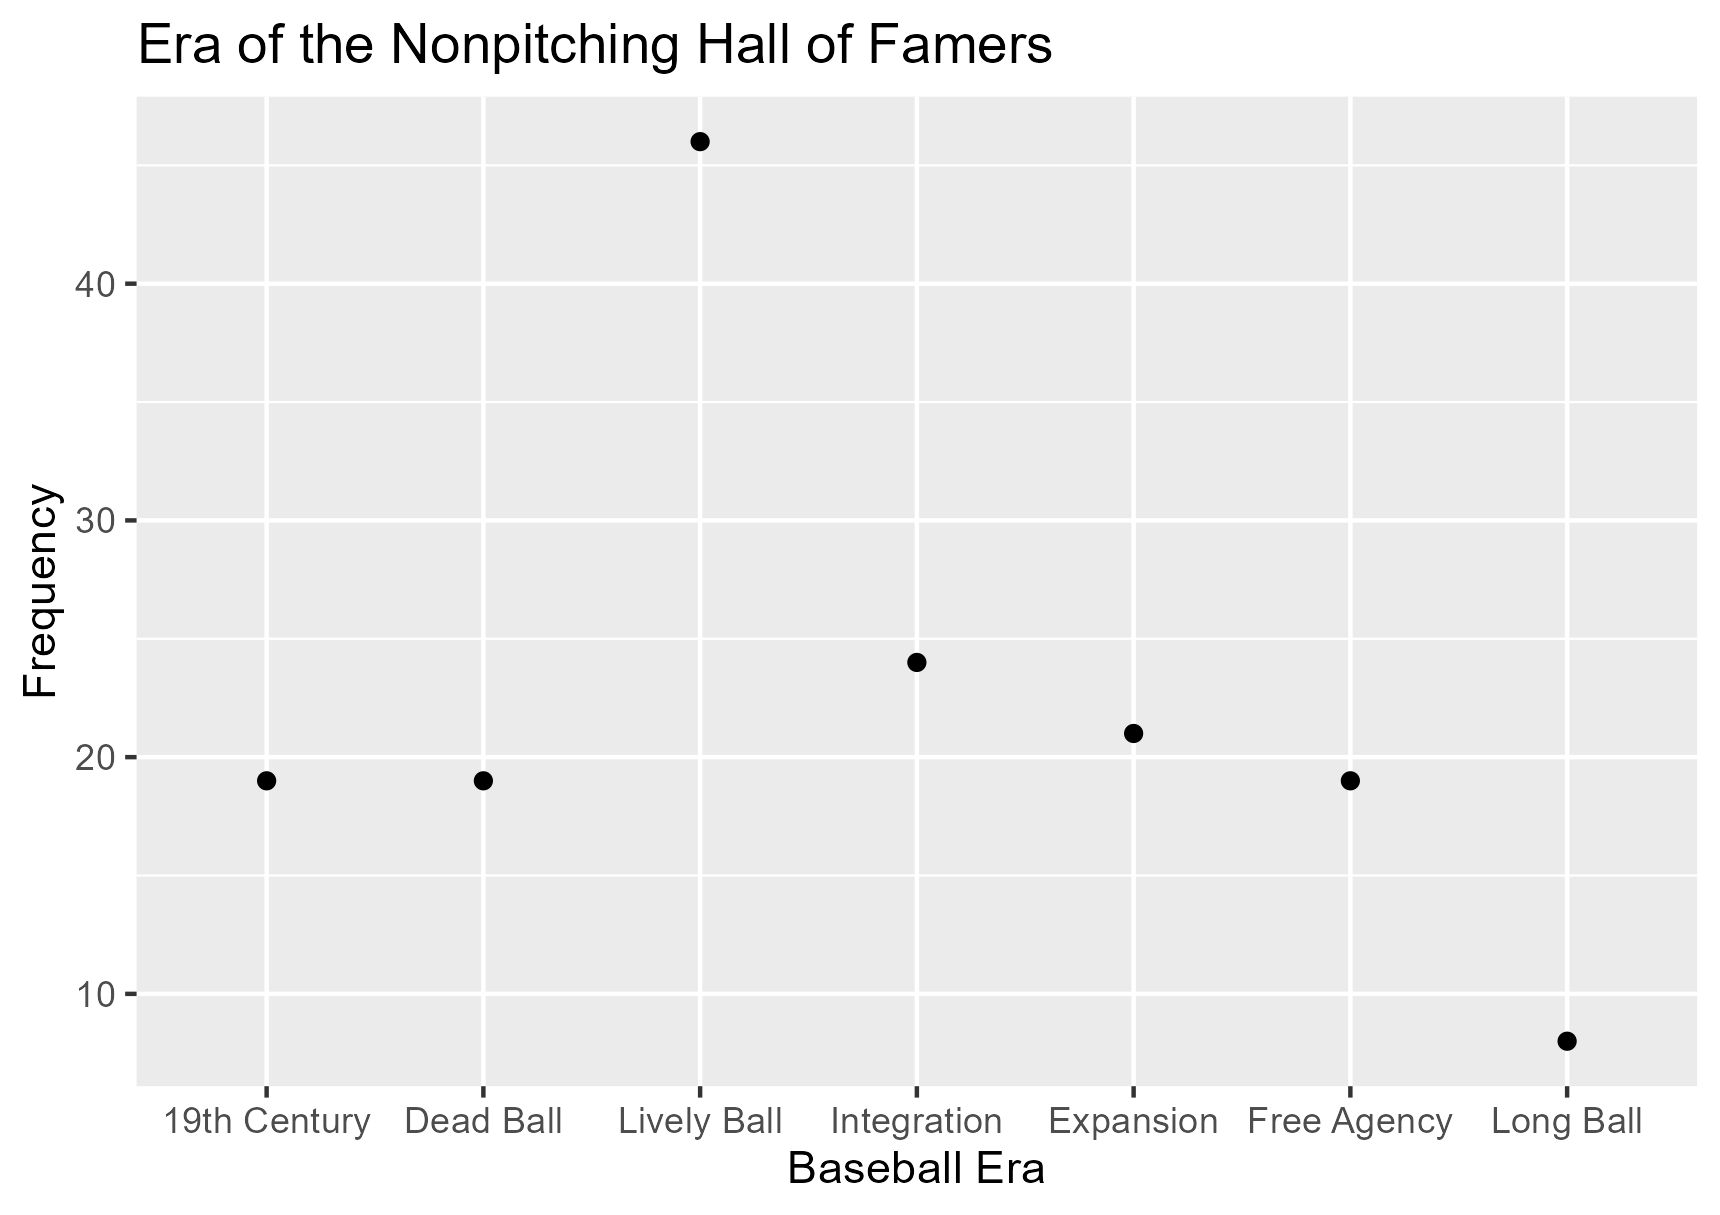 Era of the Nonpitching Hall of Famers
Frequency
40
30
20
10
19th Century Dead Ball Lively Ball Integration Expansion Free Agency Long Ball
Baseball Era